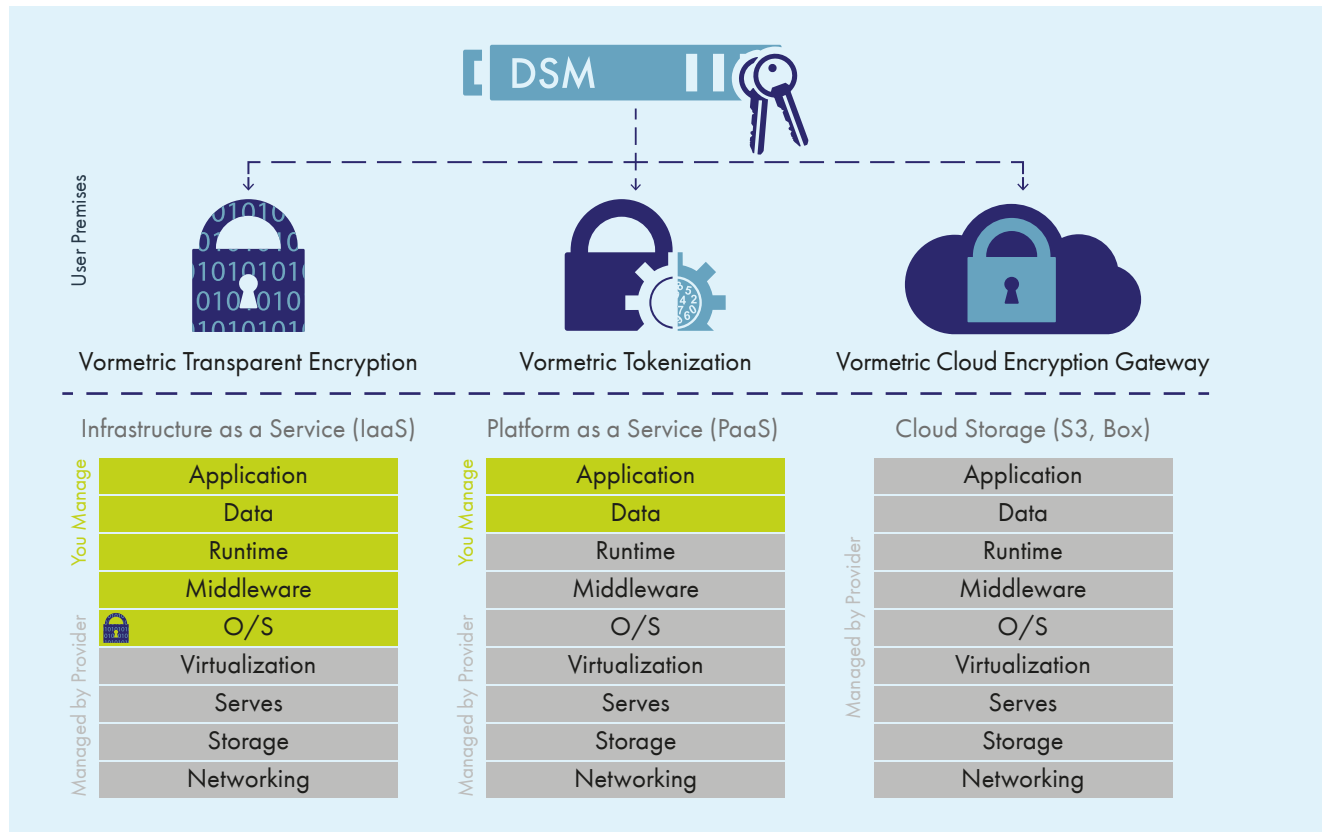 DSM
User Premises
Vormetric Transparent Encryption
Vormetric Tokenization
Vormetric Cloud Encryption Gateway
Infrastructure as a Service (IaaS)
You Manage
Managed by Provider
Application
Data
Runtime
Middleware
O/S
Virtualization
Serves
Storage
Networking
Platform as a Service (PaaS)
You Manage
Managed by Provider
Application
Data
Runtime
Middleware
O/S
Virtualization
Serves
Storage
Networking
Cloud Storage (S3, Box)
Managed by Provider
Application
Data
Runtime
Middleware
O/S
Virtualization
Serves
Storage
Networking